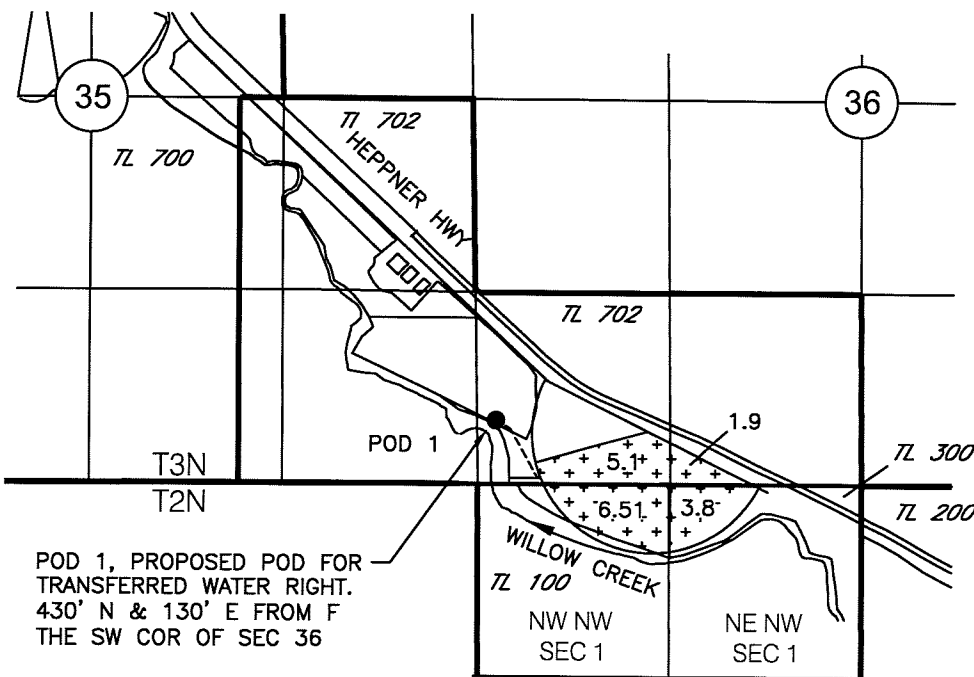 35
36
TL 702
TL 700
HEPPNER HWY
TL 702
1.9
POD 1
5.1
TL 300
T3N
T2N
6.51
3.8
TL 200
WILLOW CREEK
TL 100
POD 1, PROPOSED POD FOR
TRANSFERRED WATER RIGHT.
430' N & 130' E FROM F
THE SW COR OF SEC 36
NW NW
SEC 1
NE NW
SEC 1